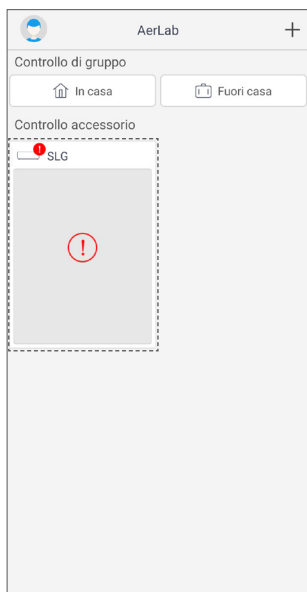 AerLab +
Controllo di gruppo
In casa
Fuori casa
Controllo accessorio
! SLG
!